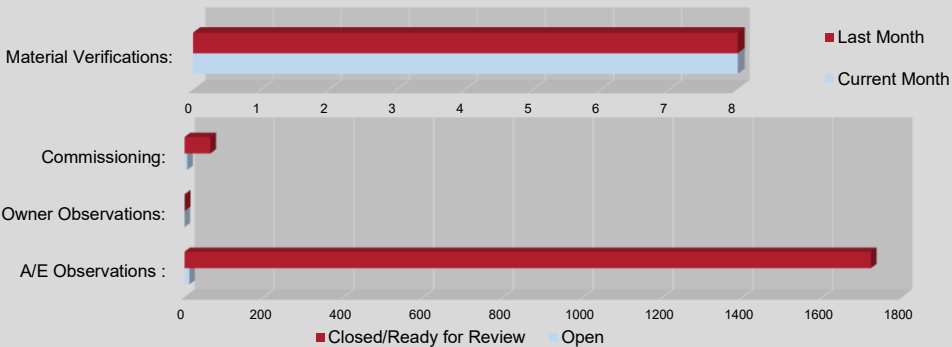 Last Month
Material Verifications:
Current Month
0 1 2 3 4 5 6 7 8
Commissioning:
Owner Observations:
A/E Observations :
0 200 400 600 800 1000 1200 1400 1600 1800
Closed/Ready for Review Open